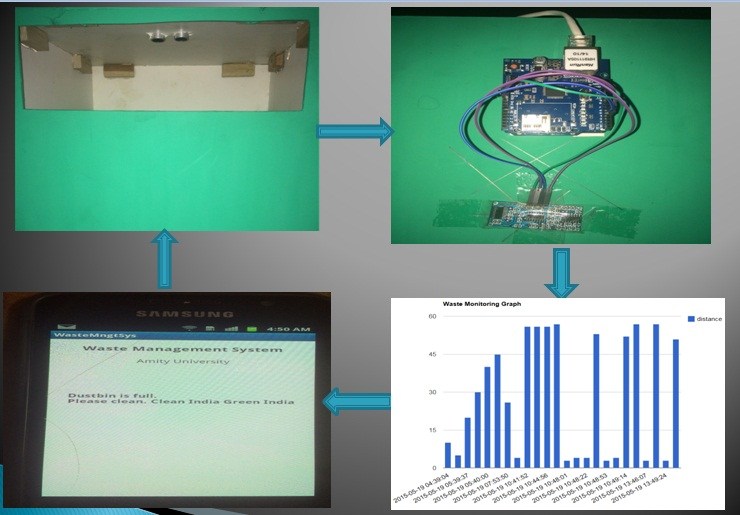 SAMSUNG
4:50 AM
WasteMngtSys
Waste Management System
Amity University
Dustbin is full.
Please clean. Clean India Green India
Waste Monitoring Graph
distance
60
45
30
15
0
2015-05-19 04:39:04
2015-05-19 05:39:37
2015-05-19 05:40:00
2015-05-19 07:53:50
2015-05-19 10:41:52
2015-05-19 10:44:56
2015-05-19 10:48:01
2015-05-19 10:48:22
2015-05-19 10:48:53
2015-05-19 10:49:14
2015-05-19 13:46:07
2015-05-19 13:49:24